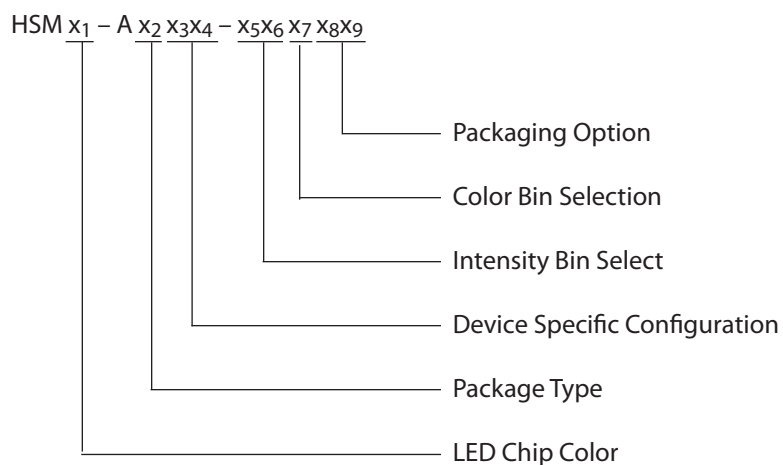 HSM x1 – A x2 x3x4 – x5x6 x7 x8x9
Packaging Option
Color Bin Selection
Intensity Bin Select
Device Specific Configuration
Package Type
LED Chip Color